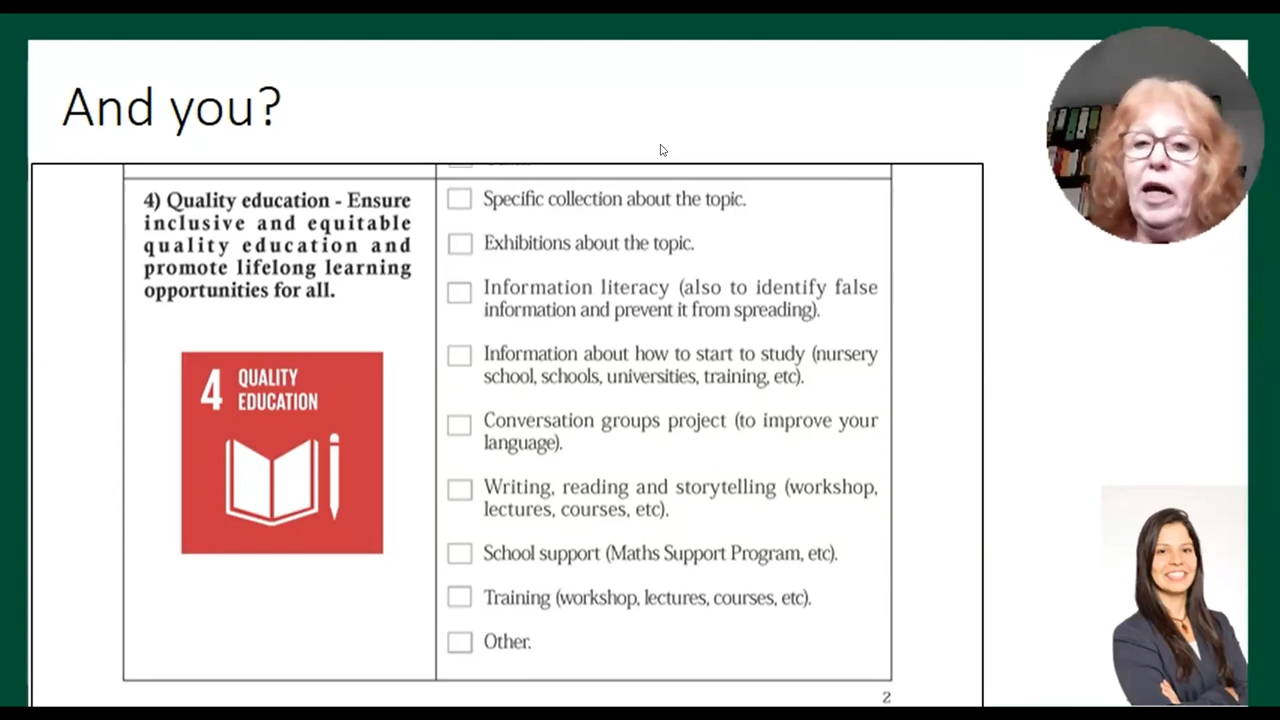 And you?
4) Quality education - Ensure
inclusive and equitable
quality education and
promote lifelong learning
opportunities for all.
4 QUALITY
EDUCATION
Specific collection about the topic.
Exhibitions about the topic.
Information literacy (also to identify false
information and prevent it from spreading).
Information about how to start to study (nursery
school, schools, universities, training, etc).
Conversation groups project (to improve your
language).
Writing, reading and storytelling (workshop,
lectures, courses, etc).
School support (Maths Support Program, etc).
Training (workshop, lectures, courses, etc).
Other.
2